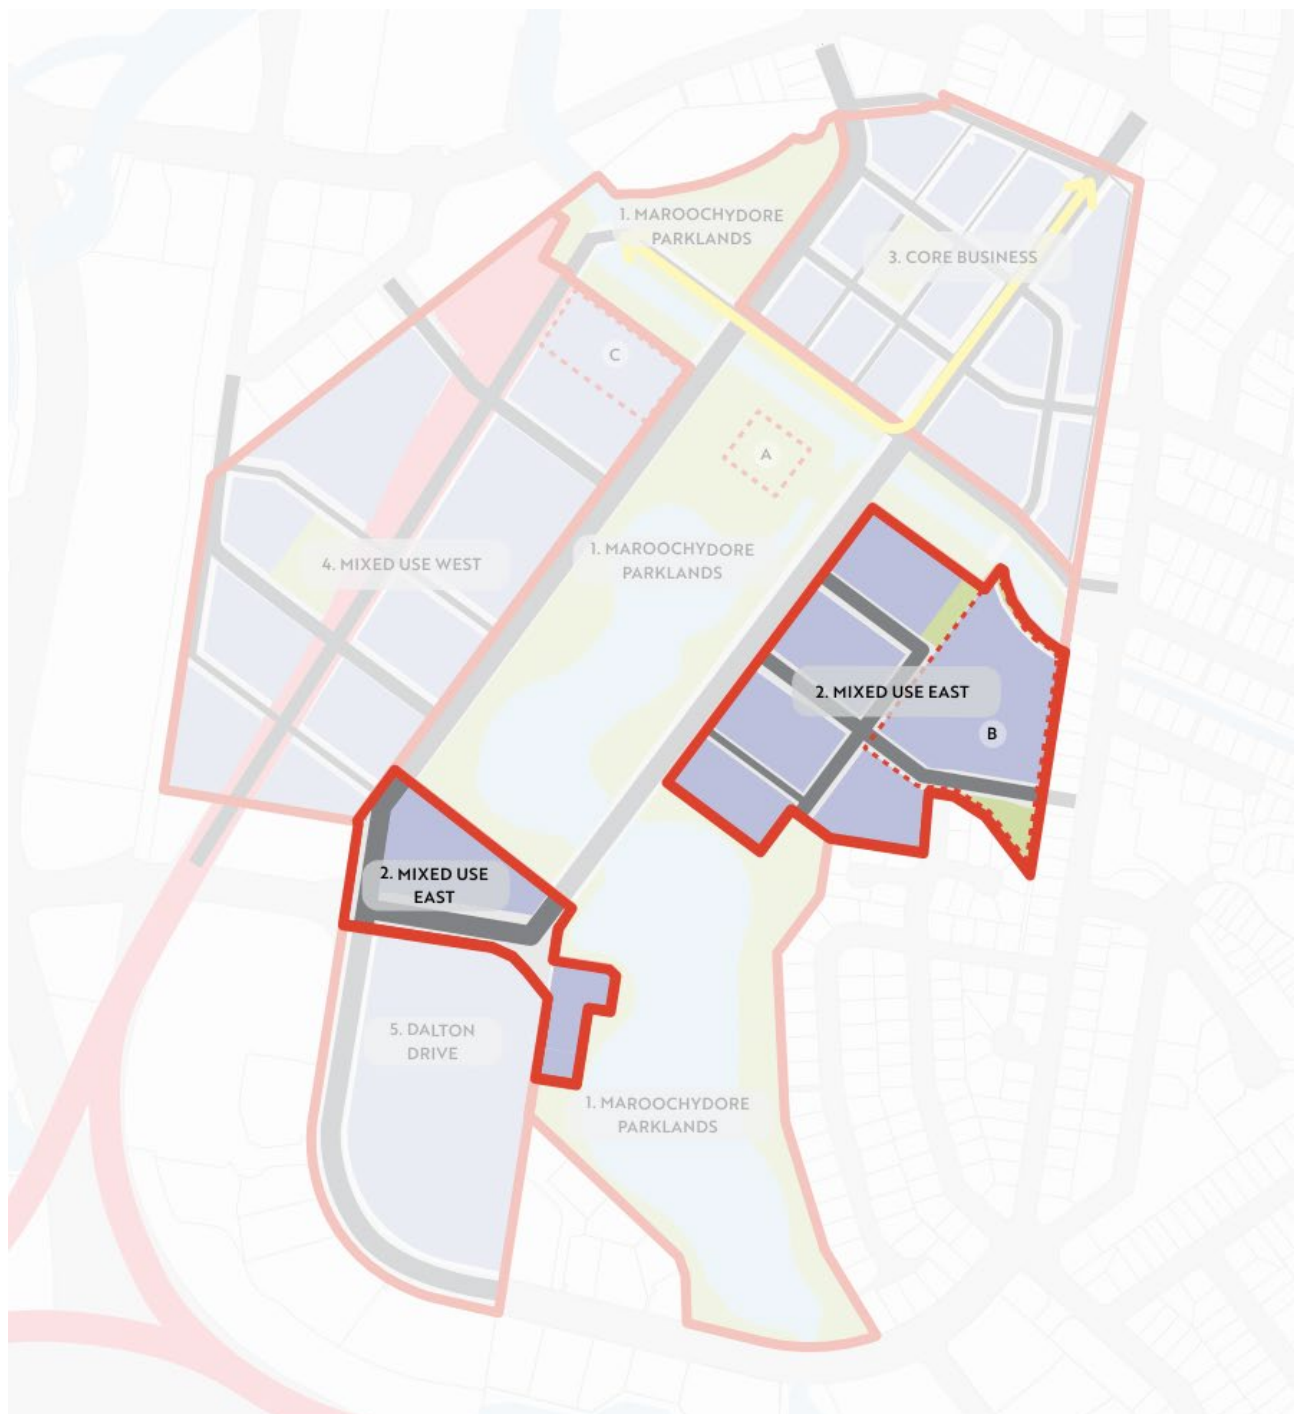 1. MAROOCHYDORE
PARKLANDS
3. CORE BUSINESS
C
A
1. MAROOCHYDORE
PARKLANDS
4. MIXED USE WEST
2. MIXED USE EAST
B
2. MIXED USE
EAST
5. DALTON
DRIVE
1. MAROOCHYDORE
PARKLANDS